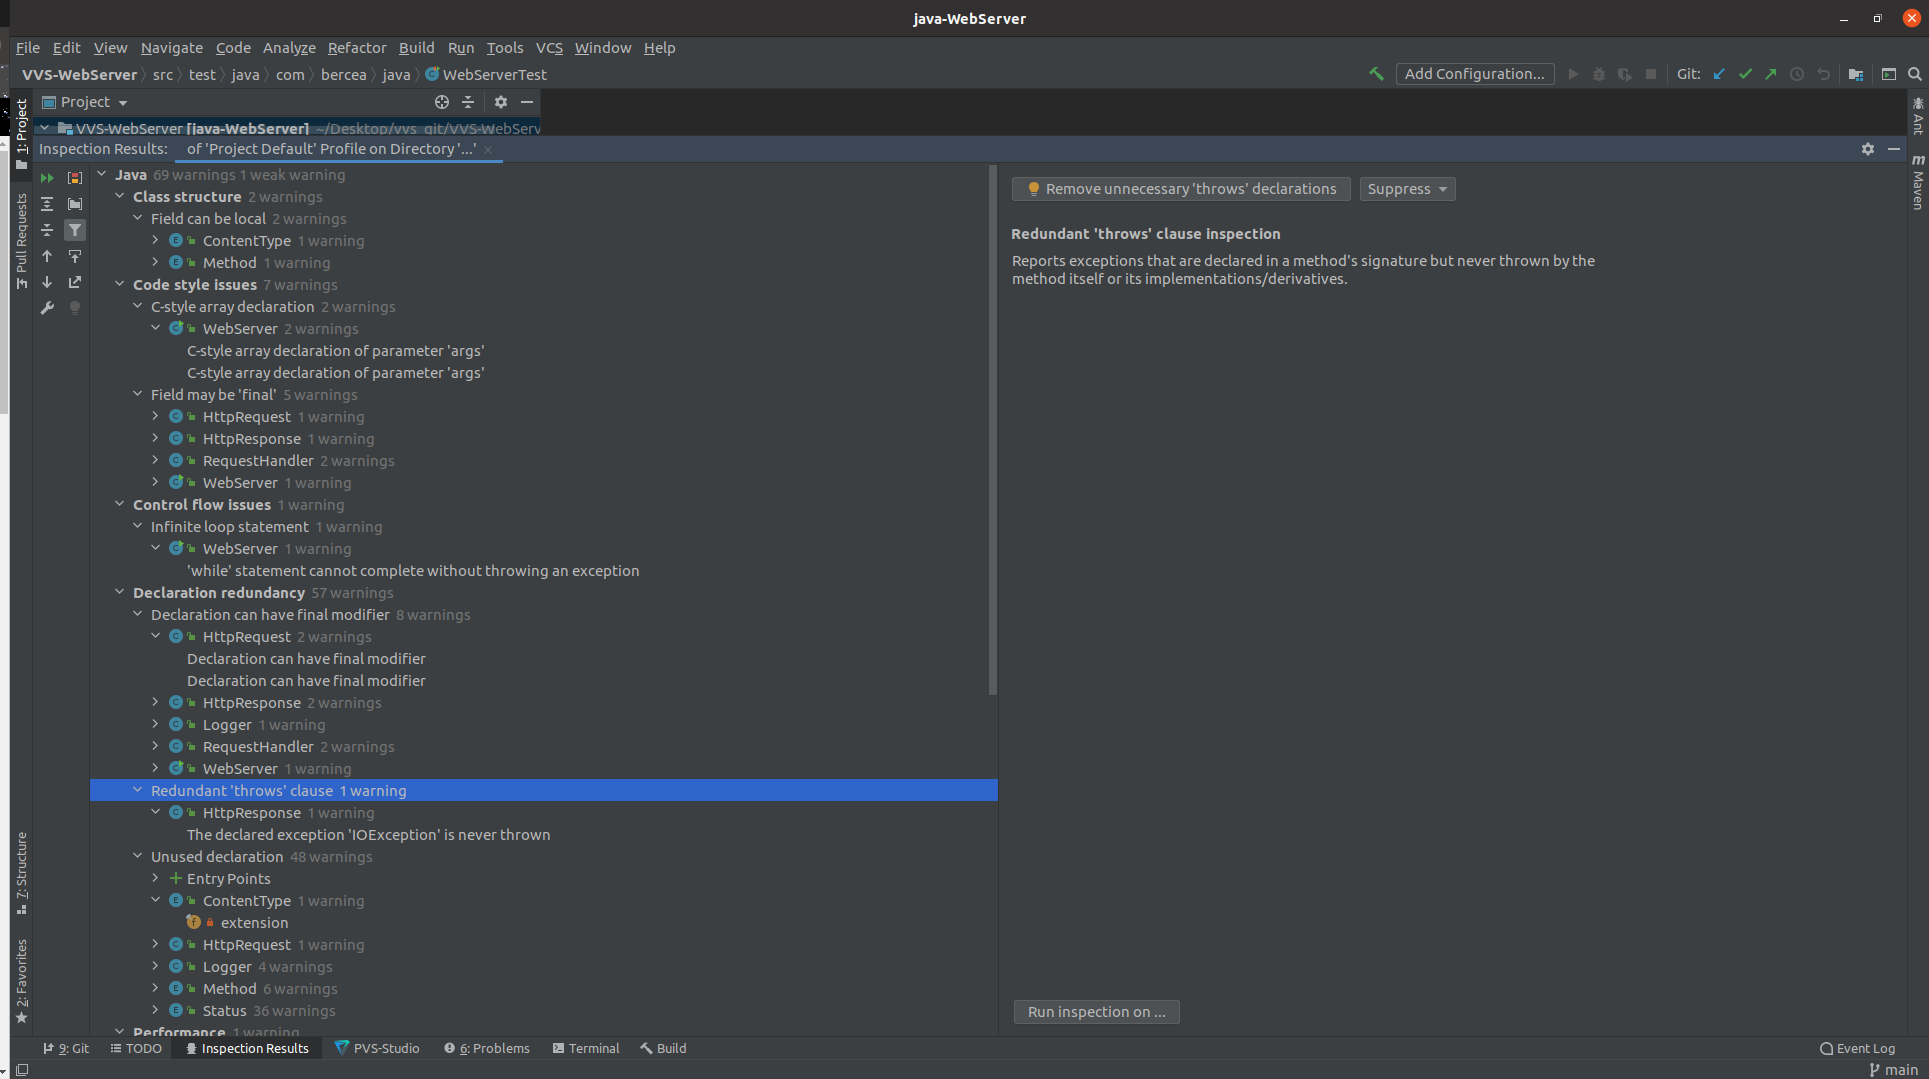 java-WebServer
File Edit View Navigate Code Analyze Refactor Build Run Tools VCS Window Help
VVS-WebServer src test java com bercea java WebServerTest
Add Configuration... Git:
Project
VVS-WebServer [java-WebServer] ~/Desktop/vvs_git/VVS-WebServ
Inspection Results: of 'Project Default' Profile on Directory '...'
1: Project
Pull Requests
7: Structure
2: Favorites
Ant
Maven
Java 69 warnings 1 weak warning
Class structure 2 warnings
Field can be local 2 warnings
ContentType 1 warning
Method 1 warning
Code style issues 7 warnings
C-style array declaration 2 warnings
WebServer 2 warnings
C-style array declaration of parameter 'args'
C-style array declaration of parameter 'args'
Field may be 'final' 5 warnings
HttpRequest 1 warning
HttpResponse 1 warning
RequestHandler 2 warnings
WebServer 1 warning
Control flow issues 1 warning
Infinite loop statement 1 warning
WebServer 1 warning
'while' statement cannot complete without throwing an exception
Declaration redundancy 57 warnings
Declaration can have final modifier 8 warnings
HttpRequest 2 warnings
Declaration can have final modifier
Declaration can have final modifier
HttpResponse 2 warnings
Logger 1 warning
RequestHandler 2 warnings
WebServer 1 warning
Redundant 'throws' clause 1 warning
HttpResponse 1 warning
The declared exception 'IOException' is never thrown
Unused declaration 48 warnings
Entry Points
ContentType 1 warning
extension
HttpRequest 1 warning
Logger 4 warnings
Method 6 warnings
Status 36 warnings
Performance 1 warning
Remove unnecessary 'throws' declarations Suppress
Redundant 'throws' clause inspection
Reports exceptions that are declared in a method's signature but never thrown by the
method itself or its implementations/derivatives.
Run inspection on ...
9: Git TODO Inspection Results PVS-Studio 6: Problems Terminal Build Event Log
main